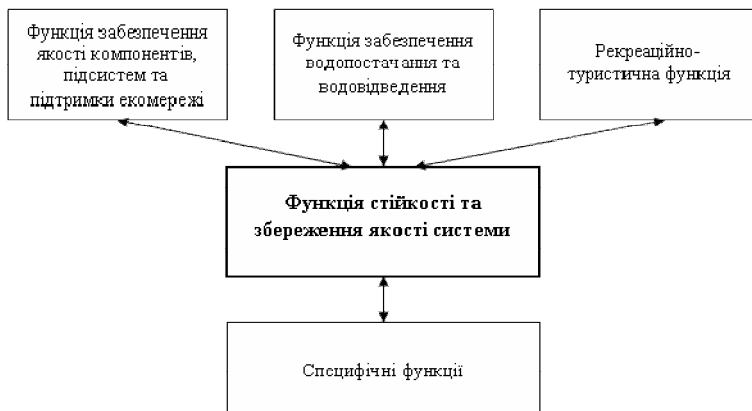 Функція забезпечення
якості компонентів,
підсистем та
підтримки екомережі
Функція забезпечення
водопостачання та
водовідведення
Рекреаційно-
туристична функція
Функція стійкості та
збереження якості системи
Специфічні функції